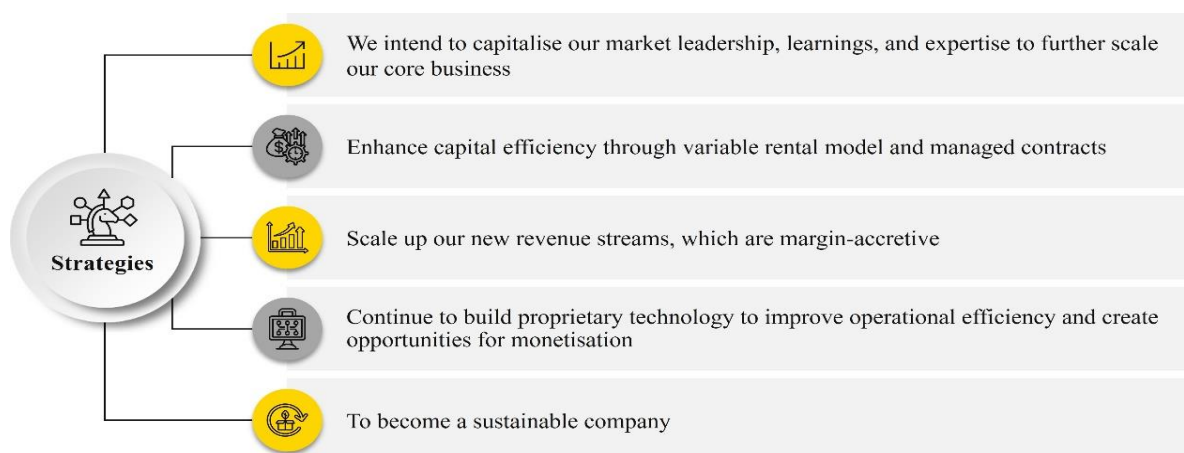 We intend to capitalise our market leadership, learnings, and expertise to further scale
our core business
Enhance capital efficiency through variable rental model and managed contracts
Strategies
Scale up our new revenue streams, which are margin-accretive
Continue to build proprietary technology to improve operational efficiency and create
opportunities for monetisation
To become a sustainable company